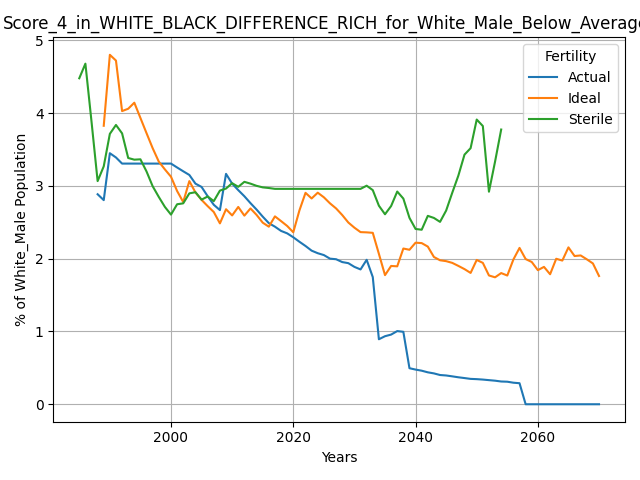 Score_4_in_WHITE_BLACK_DIFFERENCE_RICH_for_White_Male_Below_Average
5
4
3
2
1
0
% of White_Male Population
2000
2020
2040
2060
Years
Fertility
Actual
Ideal
Sterile